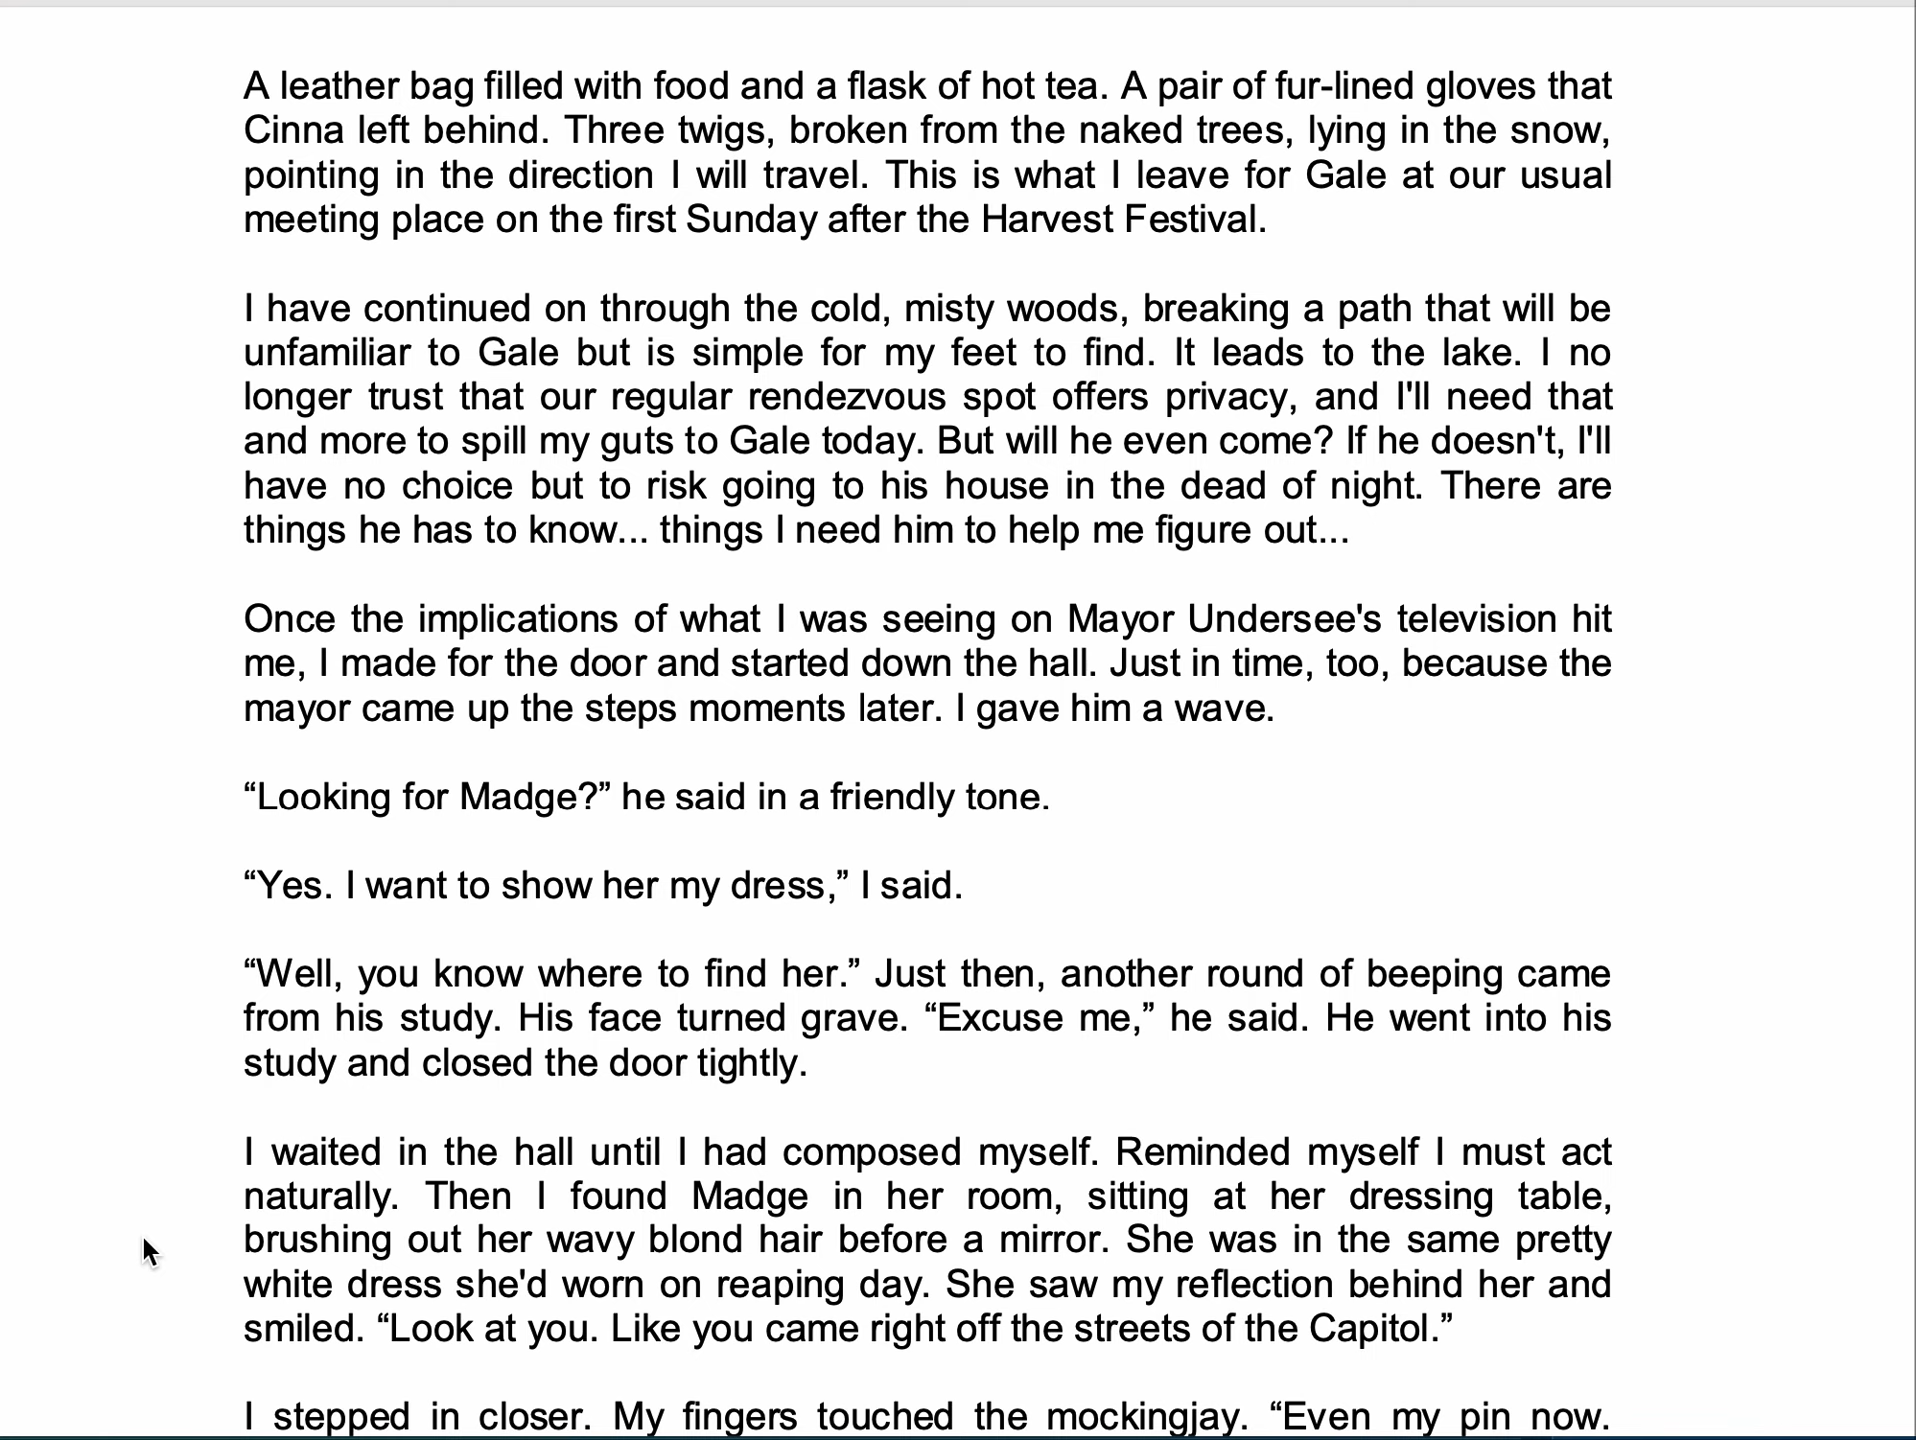 A leather bag filled with food and a flask of hot tea. A pair of fur-lined gloves that
Cinna left behind. Three twigs, broken from the naked trees, lying in the snow,
pointing in the direction I will travel. This is what I leave for Gale at our usual
meeting place on the first Sunday after the Harvest Festival.
I have continued on through the cold, misty woods, breaking a path that will be
unfamiliar to Gale but is simple for my feet to find. It leads to the lake. I no
longer trust that our regular rendezvous spot offers privacy, and I'll need that
and more to spill my guts to Gale today. But will he even come? If he doesn't, I'll
have no choice but to risk going to his house in the dead of night. There are
things he has to know... things I need him to help me figure out...
Once the implications of what I was seeing on Mayor Undersee's television hit
me, I made for the door and started down the hall. Just in time, too, because the
mayor came up the steps moments later. I gave him a wave.
“Looking for Madge?” he said in a friendly tone.
“Yes. I want to show her my dress,” I said.
“Well, you know where to find her.” Just then, another round of beeping came
from his study. His face turned grave. “Excuse me,” he said. He went into his
study and closed the door tightly.
I waited in the hall until I had composed myself. Reminded myself I must act
naturally. Then I found Madge in her room, sitting at her dressing table,
brushing out her wavy blond hair before a mirror. She was in the same pretty
white dress she'd worn on reaping day. She saw my reflection behind her and
smiled. “Look at you. Like you came right off the streets of the Capitol.”
I stepped in closer. My fingers touched the mockingjay. “Even my pin now.